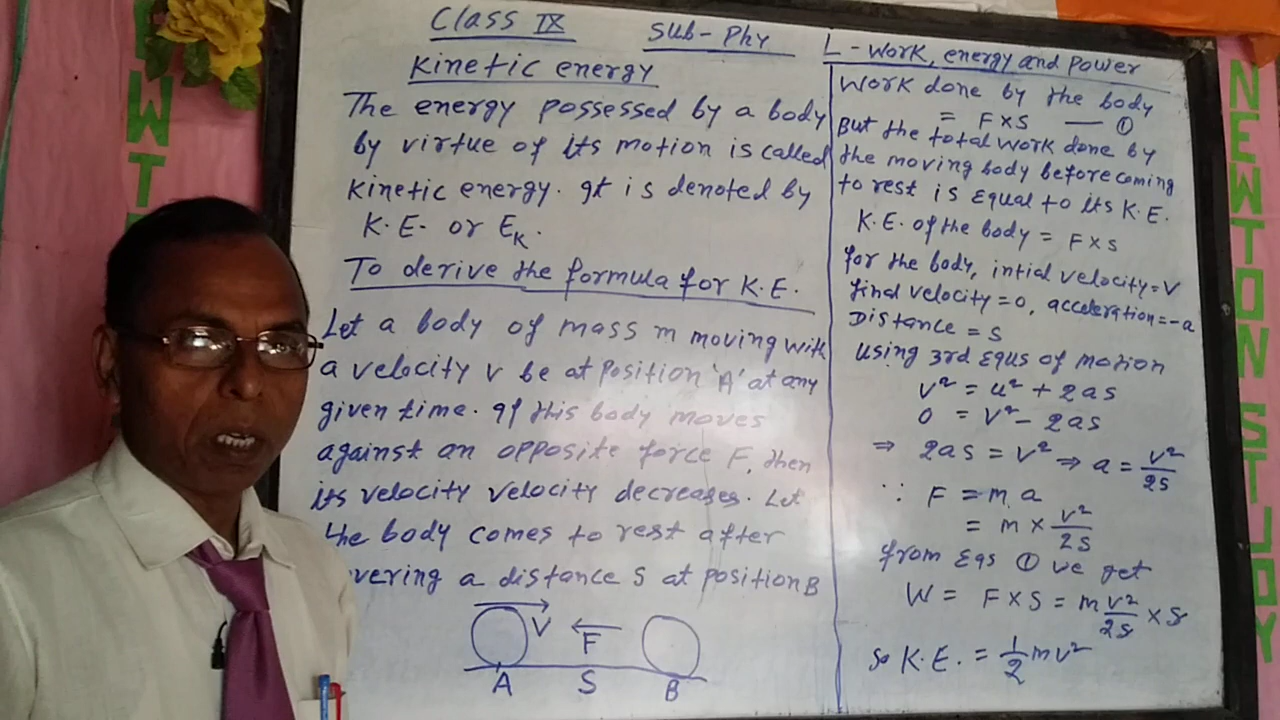 Class IX
Sub- Phy
L - Work, energy and Power
Kinetic energy
The energy possessed by a body
by virtue of its motion is called
kinetic energy. It is denoted by
K.E. or EK.
To derive the formula for K.E.
Let a body of mass m moving with
a velocity v be at position 'A' at any
given time. If this body moves
against an opposite force F, then
its velocity velocity decreases. Let
the body comes to rest after
vering a distance S at position B
V
F
A S B
Work done by the body
= F×S — ①
But the total work done by
the moving body before coming
to rest is equal to its K.E.
K.E. of the body = F×S
for the body, intial velocity=V
final velocity=0, acceleration=-a
Distance = S
using 3rd Equs of motion
v² = u² + 2as
0 = v² - 2as
⇒ 2as = v² ⇒ a = v²/2s
∵ F = m a
= m × v²/2s
from Eqs ① we get
W = F×S = m v²/2s × s
So K.E. = 1/2 mv²
NEWTON STUDY
NEWT